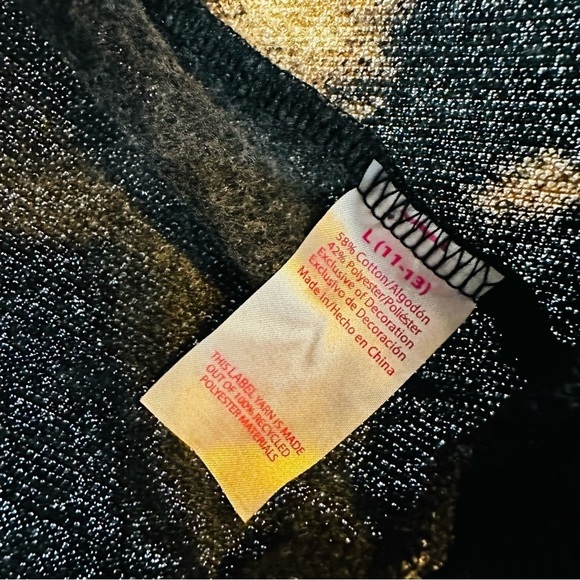 L (11-13)
58% Cotton/Algodón
42% Polyester/Poliéster
Exclusive of Decoration
Exclusivo de Decoración
Made in/Hecho en China
THIS LABEL YARN IS MADE
OUT OF 100% RECYCLED
POLYESTER MATERIALS